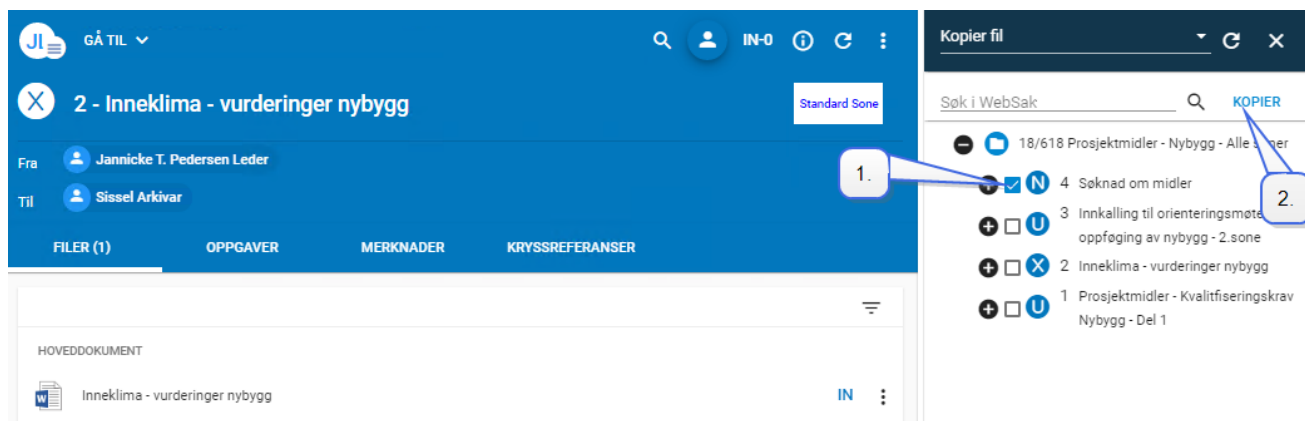 JL
GÅ TIL
IN-0
2 - Inneklima - vurderinger nybygg
Standard Sone
Fra
Jannicke T. Pedersen Leder
Til
Sissel Arkivar
FILER (1)
OPPGAVER
MERKNADER
KRYSSREFERANSER
HOVEDDOKUMENT
Inneklima - vurderinger nybygg
IN
Kopier fil
Søk i WebSak
KOPIER
18/618 Prosjektmidler - Nybygg - Alle
1.
N 4 Søknad om midler
2.
U 3 Innkalling til orienteringsmøte
oppføging av nybygg - 2.sone
X 2 Inneklima - vurderinger nybygg
U 1 Prosjektmidler - Kvalitfiseringskrav
Nybygg - Del 1